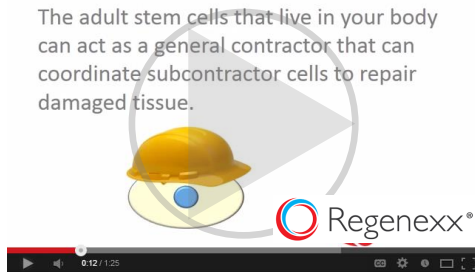 The adult stem cells that live in your body
can act as a general contractor that can
coordinate subcontractor cells to repair
damaged tissue.
Regenexx®
0:12 / 1:25
CC